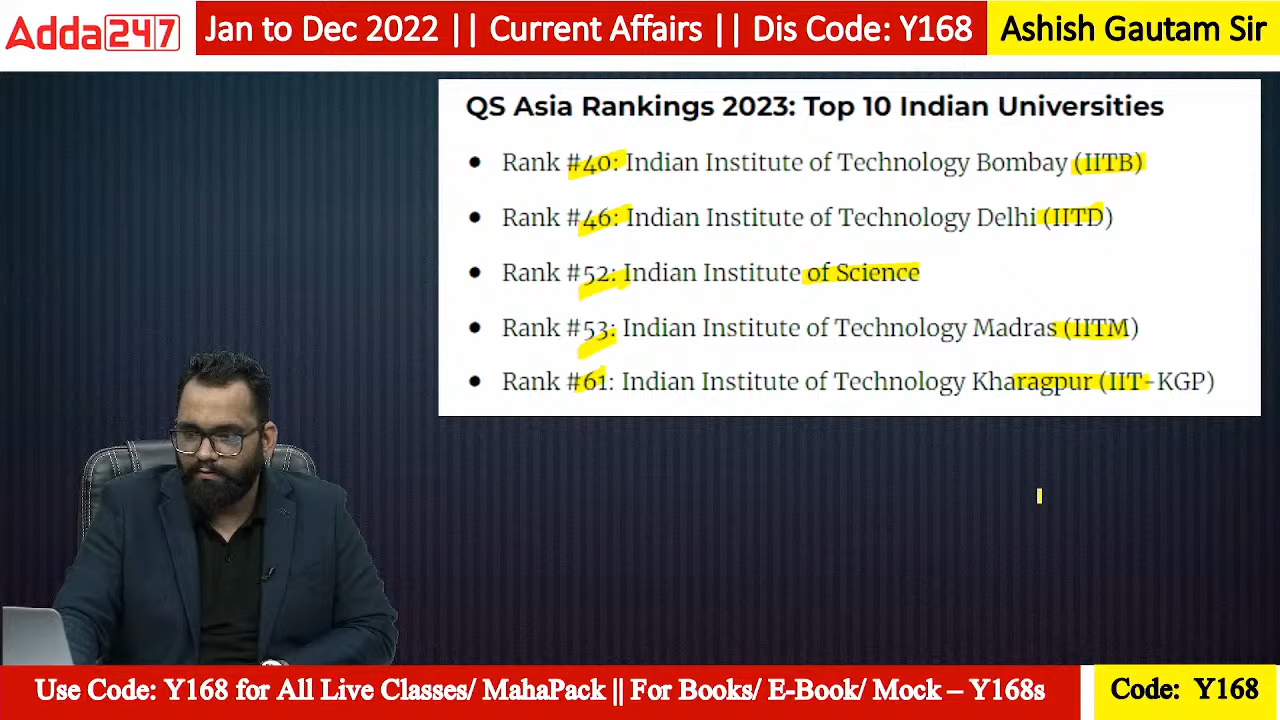 Adda247
Jan to Dec 2022 || Current Affairs || Dis Code: Y168
Ashish Gautam Sir
QS Asia Rankings 2023: Top 10 Indian Universities
• Rank #40: Indian Institute of Technology Bombay (IITB)
• Rank #46: Indian Institute of Technology Delhi (IITD)
• Rank #52: Indian Institute of Science
• Rank #53: Indian Institute of Technology Madras (IITM)
• Rank #61: Indian Institute of Technology Kharagpur (IIT-KGP)
Use Code: Y168 for All Live Classes/ MahaPack || For Books/ E-Book/ Mock – Y168s
Code: Y168